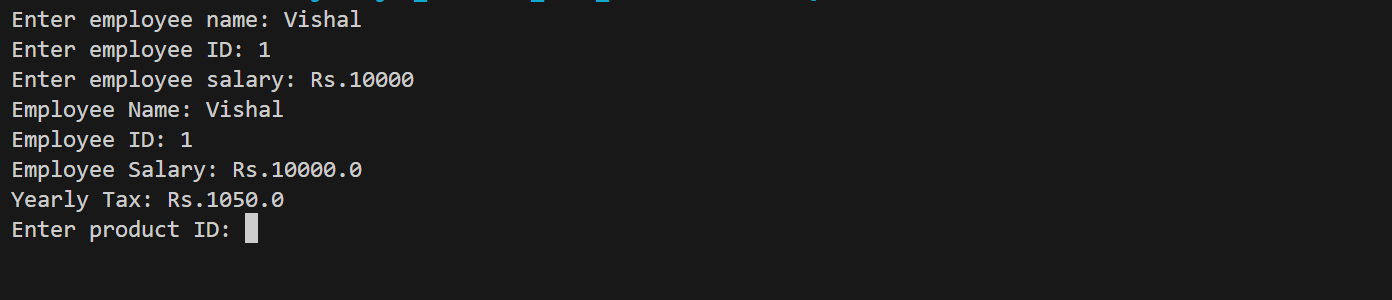 Enter employee name: Vishal
Enter employee ID: 1
Enter employee salary: Rs.10000
Employee Name: Vishal
Employee ID: 1
Employee Salary: Rs.10000.0
Yearly Tax: Rs.1050.0
Enter product ID: